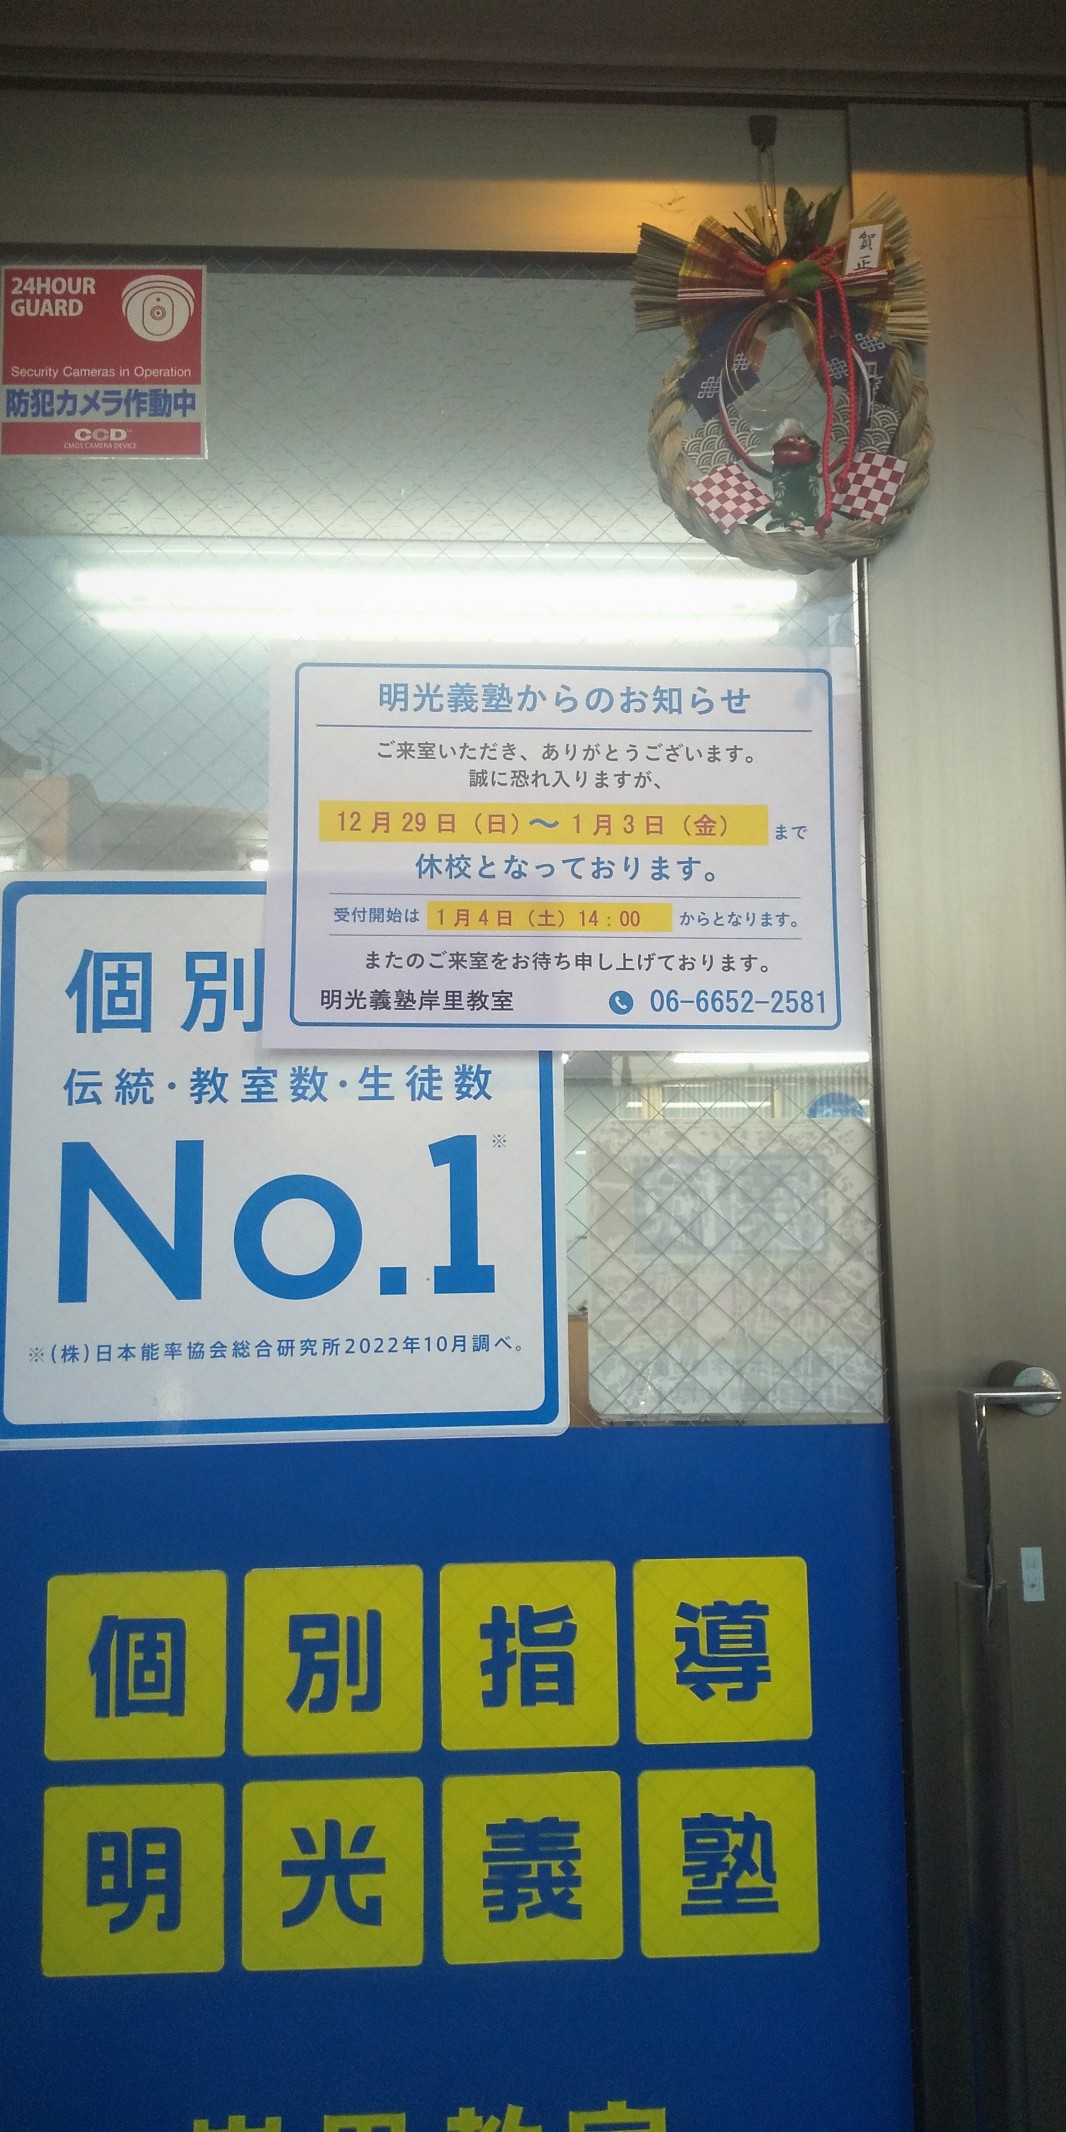 24HOUR
GUARD
Security Cameras in Operation
防犯カメラ作動中
CCD
CMOS CAMERA DEVICE
賀正
明光義塾からのお知らせ
ご来室いただき、ありがとうございます。
誠に恐れ入りますが、
12月29日（日）～1月3日（金）まで
休校となっております。
受付開始は 1月4日（土）14：00 からとなります。
またのご来室をお待ち申し上げております。
明光義塾岸里教室 06-6652-2581
個別
伝統・教室数・生徒数
No.1※
※(株)日本能率協会総合研究所2022年10月調べ。
個別指導
明光義塾
岸里教室